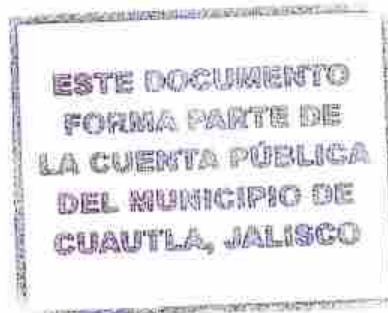 ESTE DOCUMENTO
FORMA PARTE DE
LA CUENTA PÚBLICA
DEL MUNICIPIO DE
CUAUTLA, JALISCO